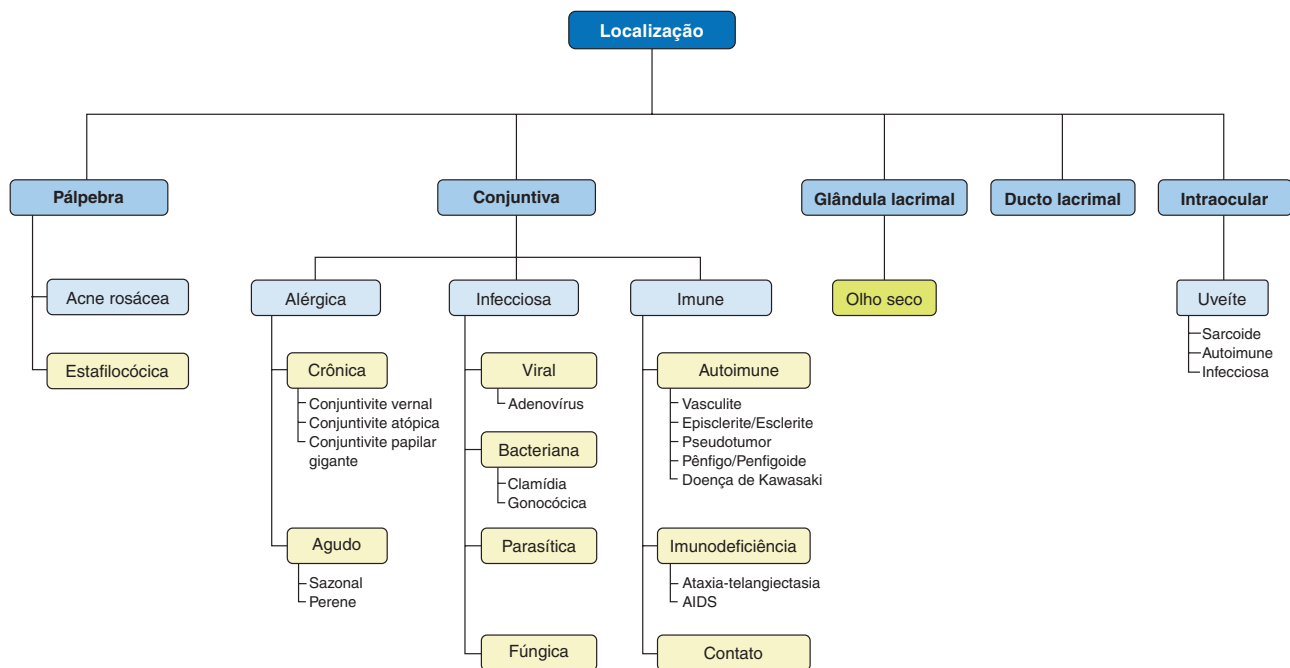 Localização
Pálpebra
Conjuntiva
Glândula lacrimal
Ducto lacrimal
Intraocular
Acne rosácea
Estafilocócica
Alérgica
Crônica
Conjuntivite vernal
Conjuntivite atópica
Conjuntivite papilar
gigante
Agudo
Sazonal
Perene
Infecciosa
Viral
Adenovírus
Bacteriana
Clamídia
Gonocócica
Parasítica
Fúngica
Imune
Autoimune
Vasculite
Episclerite/Esclerite
Pseudotumor
Pênfigo/Penfigoide
Doença de Kawasaki
Imunodeficiência
Ataxia-telangiectasia
AIDS
Contato
Olho seco
Uveíte
Sarcoide
Autoimune
Infecciosa